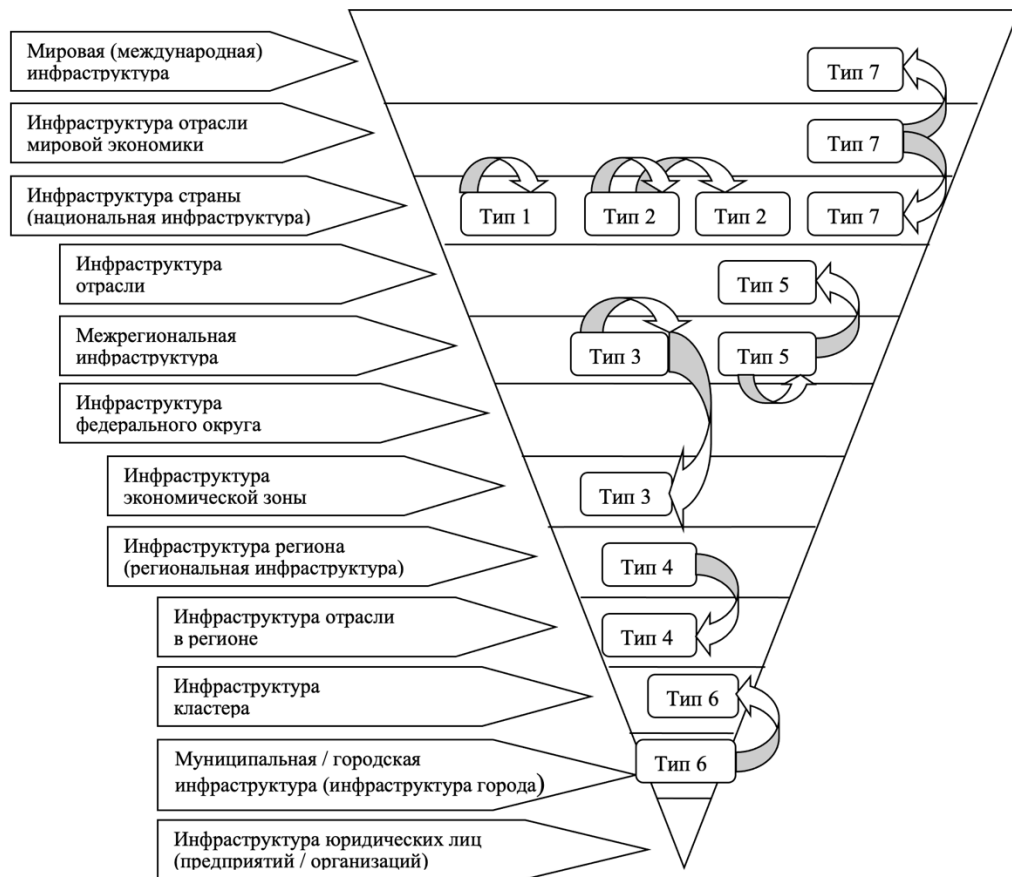 Мировая (международная)
инфраструктура
Тип 7
Инфраструктура отрасли
мировой экономики
Тип 7
Инфраструктура страны
(национальная инфраструктура)
Тип 1
Тип 2
Тип 2
Тип 7
Инфраструктура
отрасли
Тип 5
Межрегиональная
инфраструктура
Тип 3
Тип 5
Инфраструктура
федерального округа
Инфраструктура
экономической зоны
Тип 3
Инфраструктура региона
(региональная инфраструктура)
Тип 4
Инфраструктура отрасли
в регионе
Тип 4
Инфраструктура
кластера
Тип 6
Муниципальная / городская
инфраструктура (инфраструктура города)
Тип 6
Инфраструктура юридических лиц
(предприятий / организаций)